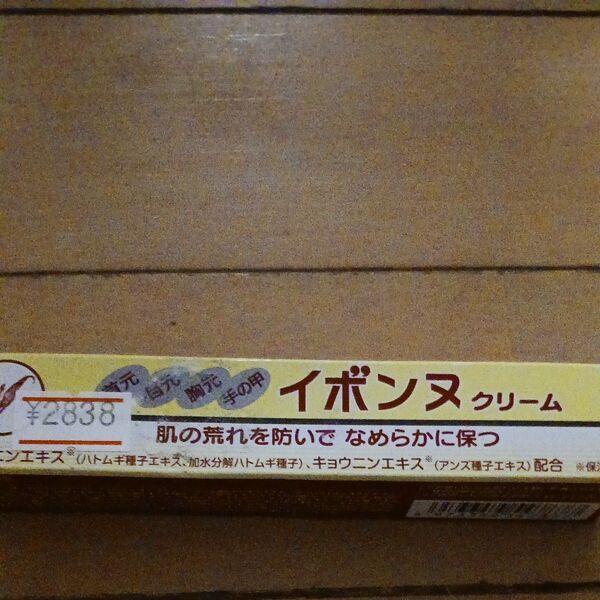 首元 目元 胸元 手の甲 イボンヌ クリーム
¥2838
肌の荒れを防いで なめらかに保つ
ニンエキス※(ハトムギ種子エキス、加水分解ハトムギ種子)、キョウニンエキス※(アンズ種子エキス)配合 ※保湿